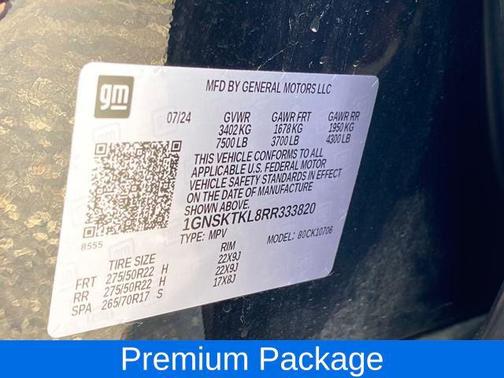 gm
MFD BY GENERAL MOTORS LLC
07/24 GVWR GAWR FRT GAWR RR
3402 KG 1678 KG 1950 KG
7500 LB 3700 LB 4300 LB
THIS VEHICLE CONFORMS TO ALL
APPLICABLE U.S. FEDERAL MOTOR
VEHICLE SAFETY STANDARDS IN EFFECT
ON THE DATE OF MANUFACTURE
1GNSKTKL8RR333820
8555
TYPE: MPV MODEL: 80CK10706
TIRE SIZE RIM
FRT 275/50R22 H 22X9J
RR 275/50R22 H 22X9J
SPA 265/70R17 S 17X8J
Premium Package